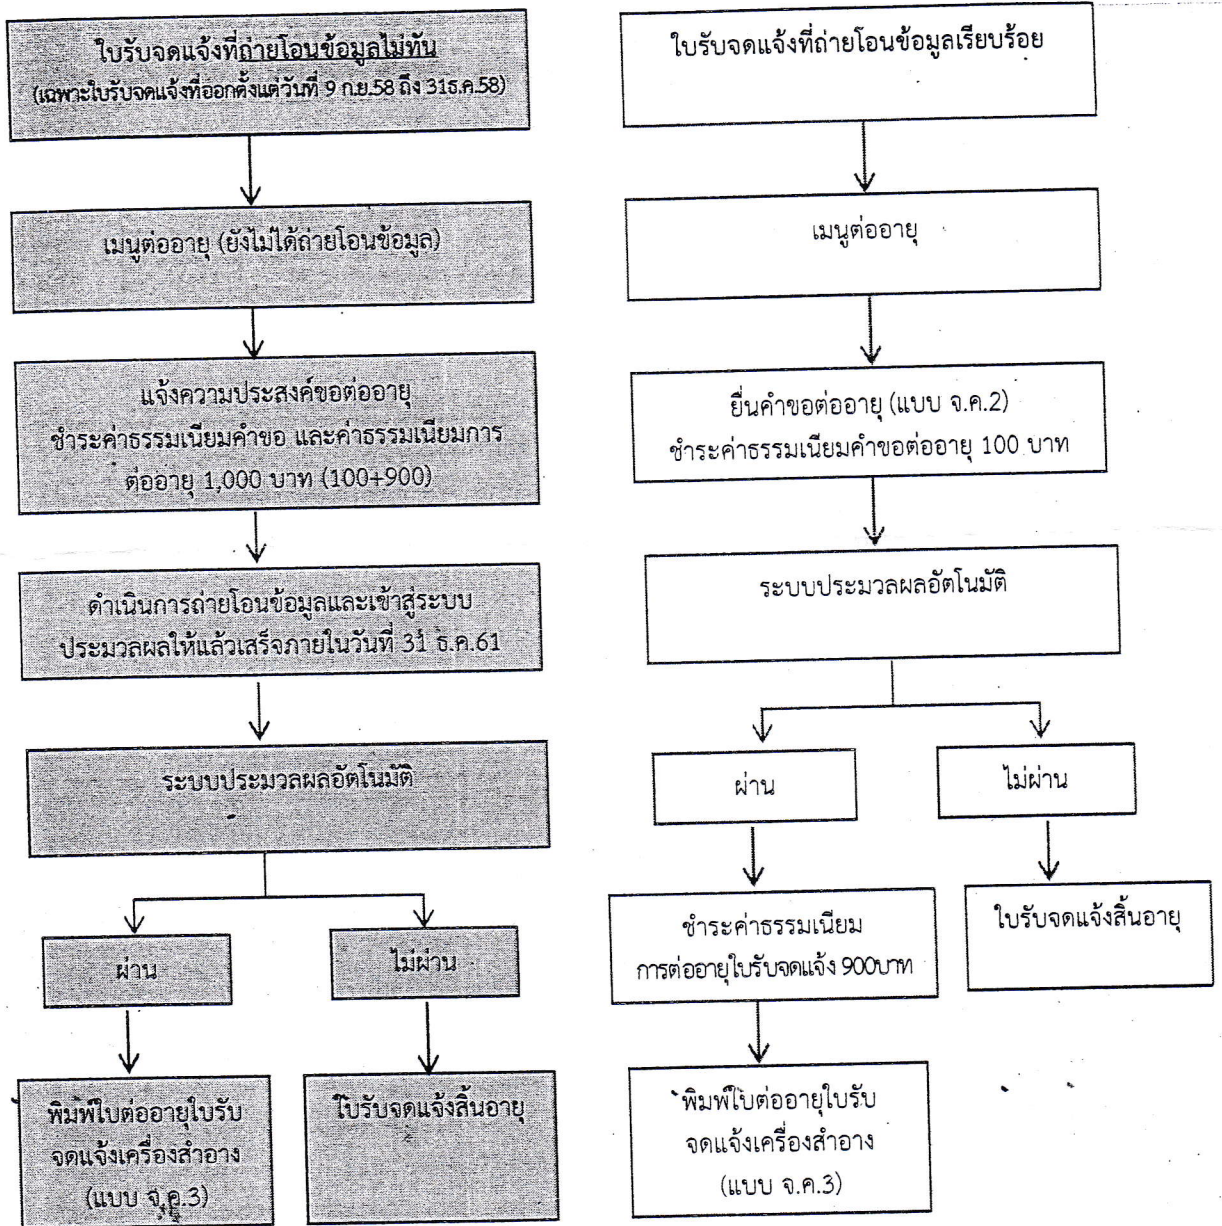 ใบรับจดแจ้งที่ถ่ายโอนข้อมูลไม่ทัน
(เฉพาะใบรับจดแจ้งที่ออกตั้งแต่วันที่ 9 ก.ย.58 ถึง 31ธ.ค.58)
เมนูต่ออายุ (ยังไม่ได้ถ่ายโอนข้อมูล)
แจ้งความประสงค์ขอต่ออายุ
ชำระค่าธรรมเนียมคำขอ และค่าธรรมเนียมการ
ต่ออายุ 1,000 บาท (100+900)
ดำเนินการถ่ายโอนข้อมูลและเข้าสู่ระบบ
ประมวลผลให้แล้วเสร็จภายในวันที่ 31 ธ.ค.61
ระบบประมวลผลอัตโนมัติ
ผ่าน
ไม่ผ่าน
พิมพ์ใบต่ออายุใบรับ
จดแจ้งเครื่องสำอาง
(แบบ จ.ค.3)
ใบรับจดแจ้งสิ้นอายุ
ใบรับจดแจ้งที่ถ่ายโอนข้อมูลเรียบร้อย
เมนูต่ออายุ
ยื่นคำขอต่ออายุ (แบบ จ.ค.2)
ชำระค่าธรรมเนียมคำขอต่ออายุ 100 บาท
ระบบประมวลผลอัตโนมัติ
ผ่าน
ไม่ผ่าน
ชำระค่าธรรมเนียม
การต่ออายุใบรับจดแจ้ง 900บาท
ใบรับจดแจ้งสิ้นอายุ
พิมพ์ใบต่ออายุใบรับ
จดแจ้งเครื่องสำอาง
(แบบ จ.ค.3)